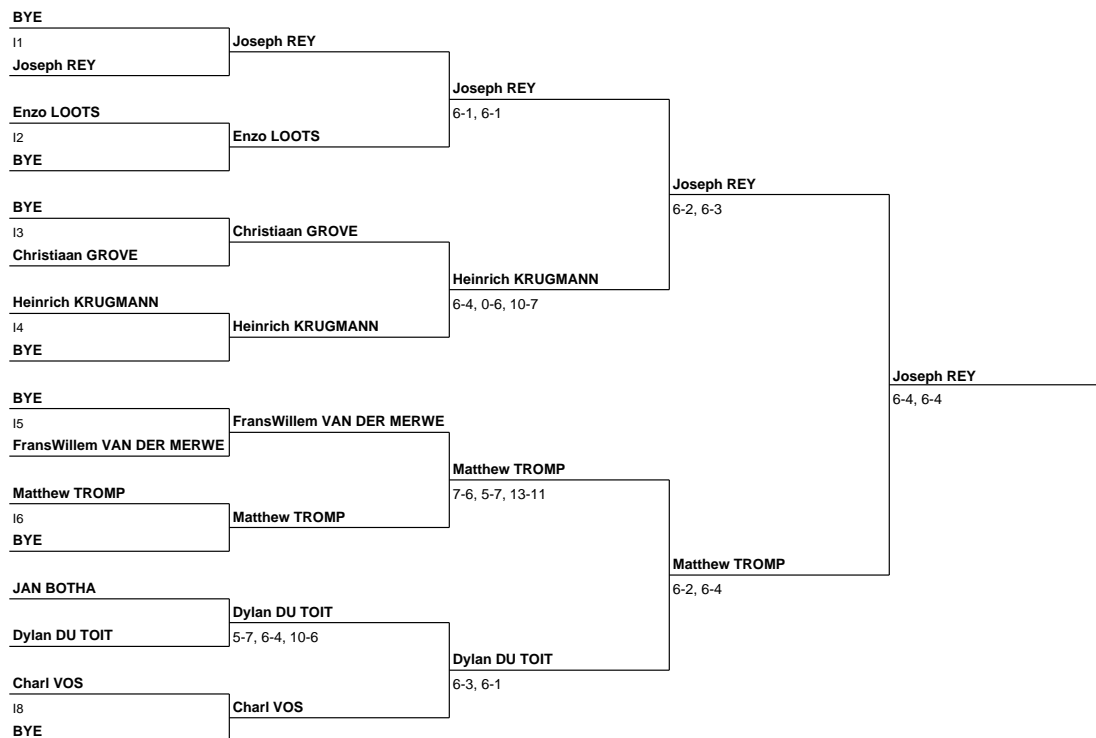 BYE
I1
Joseph REY
Joseph REY
Enzo LOOTS
I2
BYE
Enzo LOOTS
Joseph REY
6-1, 6-1
BYE
I3
Christiaan GROVE
Christiaan GROVE
Heinrich KRUGMANN
I4
BYE
Heinrich KRUGMANN
Heinrich KRUGMANN
6-4, 0-6, 10-7
Joseph REY
6-2, 6-3
BYE
I5
FransWillem VAN DER MERWE
FransWillem VAN DER MERWE
Matthew TROMP
I6
BYE
Matthew TROMP
Matthew TROMP
7-6, 5-7, 13-11
JAN BOTHA
Dylan DU TOIT
Dylan DU TOIT
5-7, 6-4, 10-6
Charl VOS
I8
BYE
Charl VOS
Dylan DU TOIT
6-3, 6-1
Matthew TROMP
6-2, 6-4
Joseph REY
6-4, 6-4